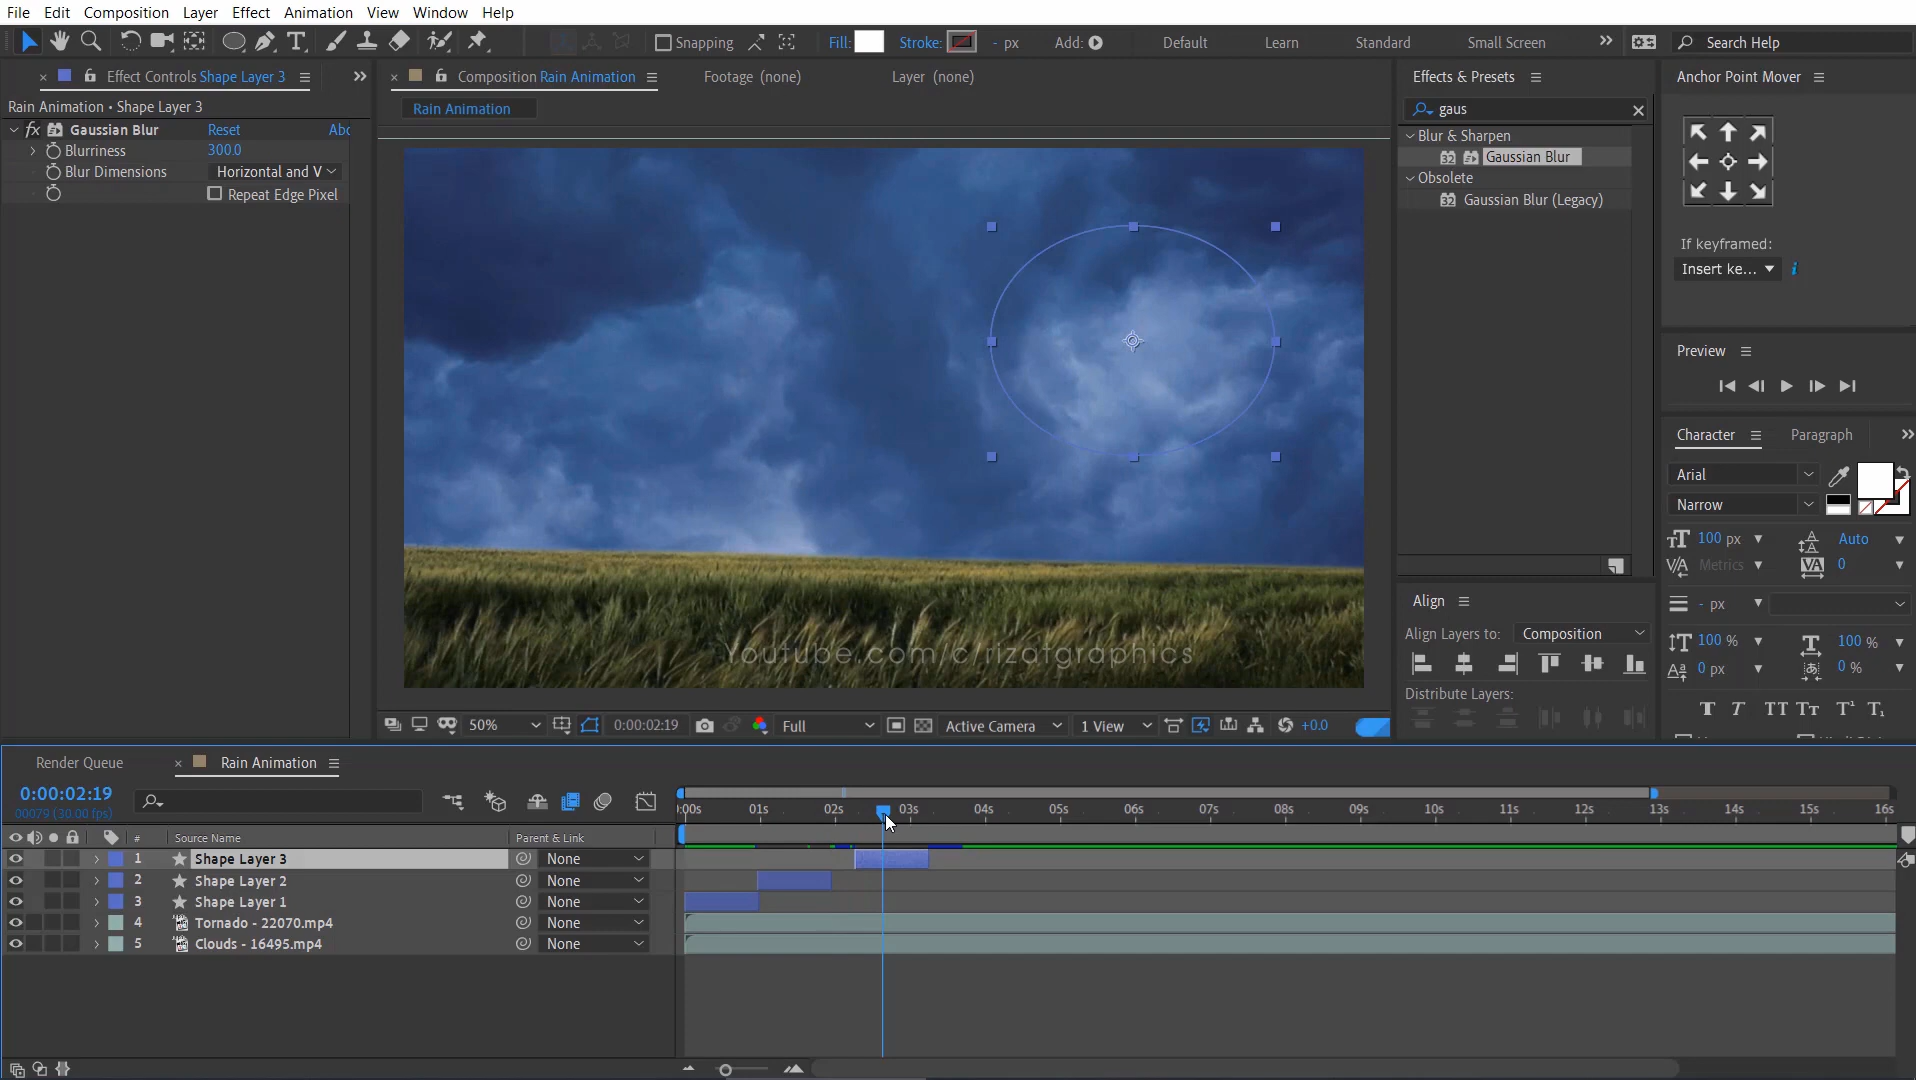 File Edit Composition Layer Effect Animation View Window Help
Snapping Fill: Stroke: - px Add: Default Learn Standard Small Screen Search Help
Effect Controls Shape Layer 3
Composition Rain Animation
Footage (none)
Layer (none)
Effects & Presets
Anchor Point Mover
Rain Animation • Shape Layer 3
Rain Animation
gaus
fx Gaussian Blur Reset Abc
Blurriness 300.0
Blur Dimensions Horizontal and V
Repeat Edge Pixel
Blur & Sharpen
32 Gaussian Blur
Obsolete
32 Gaussian Blur (Legacy)
If keyframed:
Insert ke...
Preview
Character Paragraph
Arial
Narrow
100 px Auto
Metrics 0
- px
100 % 100 %
0 px 0 %
Align
Align Layers to: Composition
Distribute Layers:
Youtube.com/c/rizatgraphics
50% 0:00:02:19 Full Active Camera 1 View +0.0
Render Queue
Rain Animation
0:00:02:19
00079 (30.00 fps)
:00s 01s 02s 03s 04s 05s 06s 07s 08s 09s 10s 11s 12s 13s 14s 15s 16s
# Source Name Parent & Link
1 Shape Layer 3 None
2 Shape Layer 2 None
3 Shape Layer 1 None
4 Tornado - 22070.mp4 None
5 Clouds - 16495.mp4 None